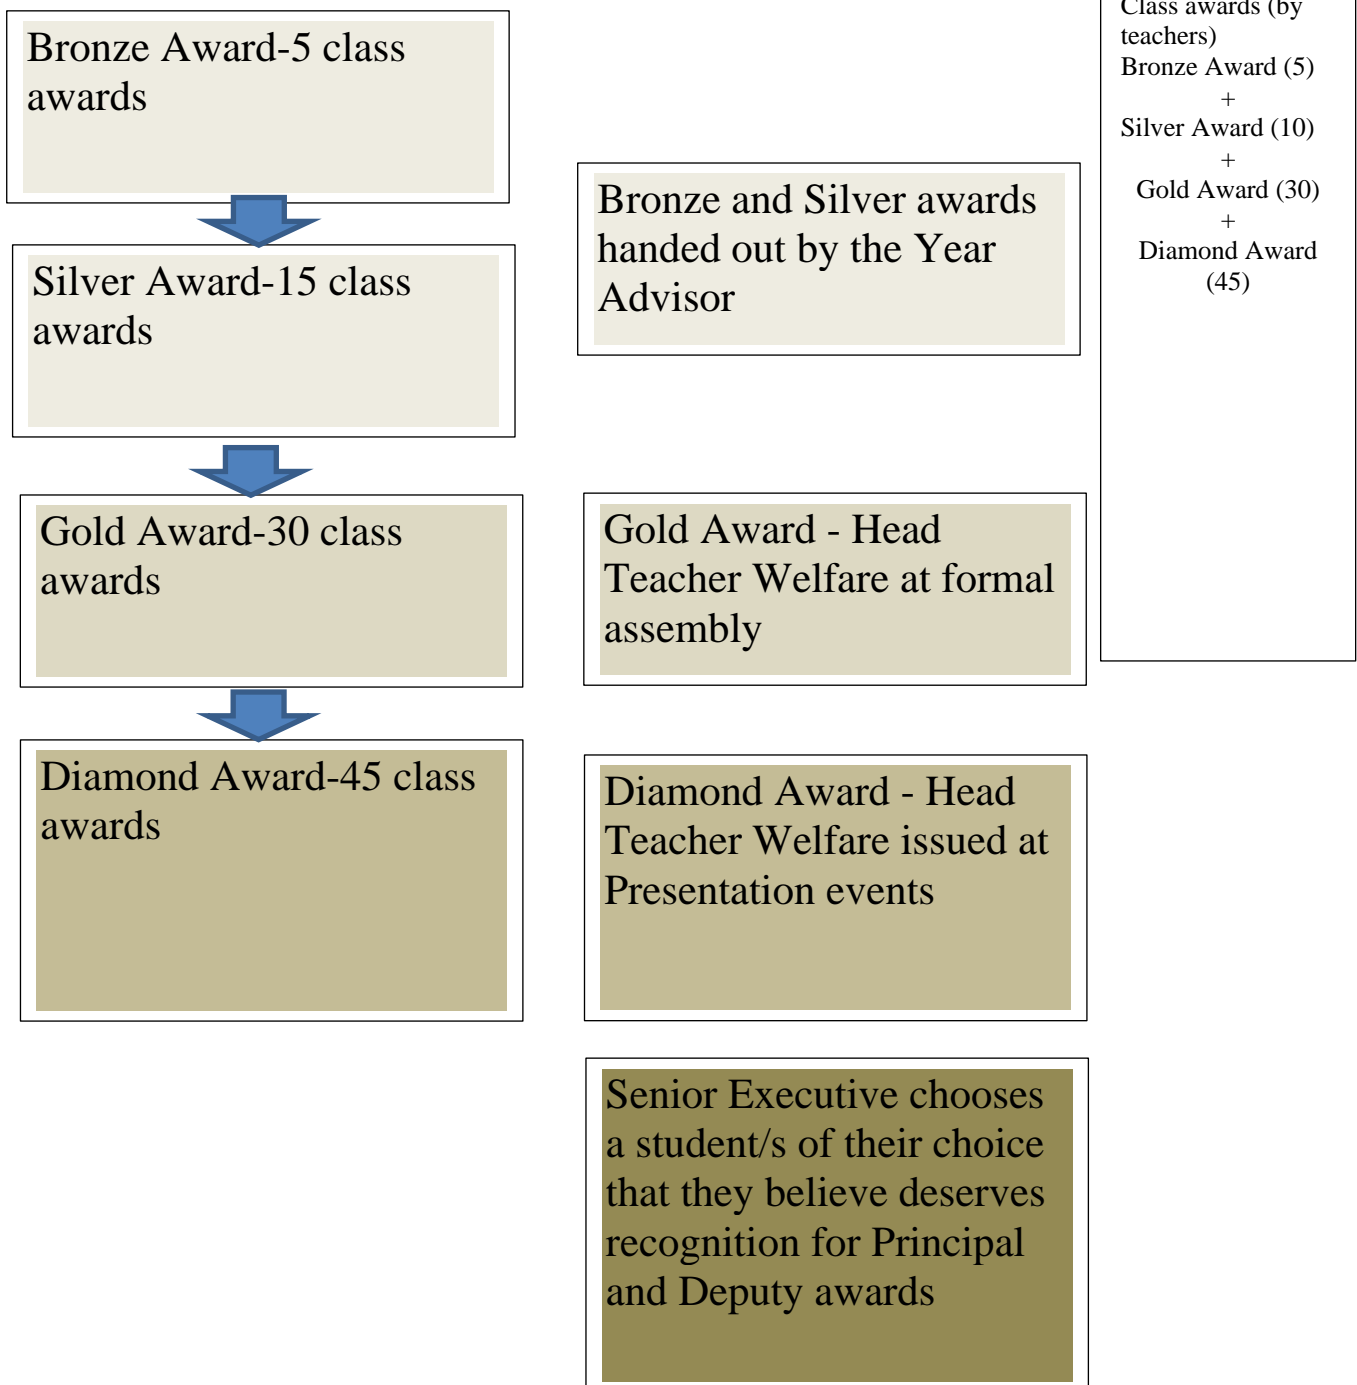 Bronze Award-5 class
awards
Silver Award-15 class
awards
Gold Award-30 class
awards
Diamond Award-45 class
awards
Bronze and Silver awards
handed out by the Year
Advisor
Gold Award - Head
Teacher Welfare at formal
assembly
Diamond Award - Head
Teacher Welfare issued at
Presentation events
Senior Executive chooses
a student/s of their choice
that they believe deserves
recognition for Principal
and Deputy awards
Class awards (by
teachers)
Bronze Award (5)
+
Silver Award (10)
+
Gold Award (30)
+
Diamond Award
(45)